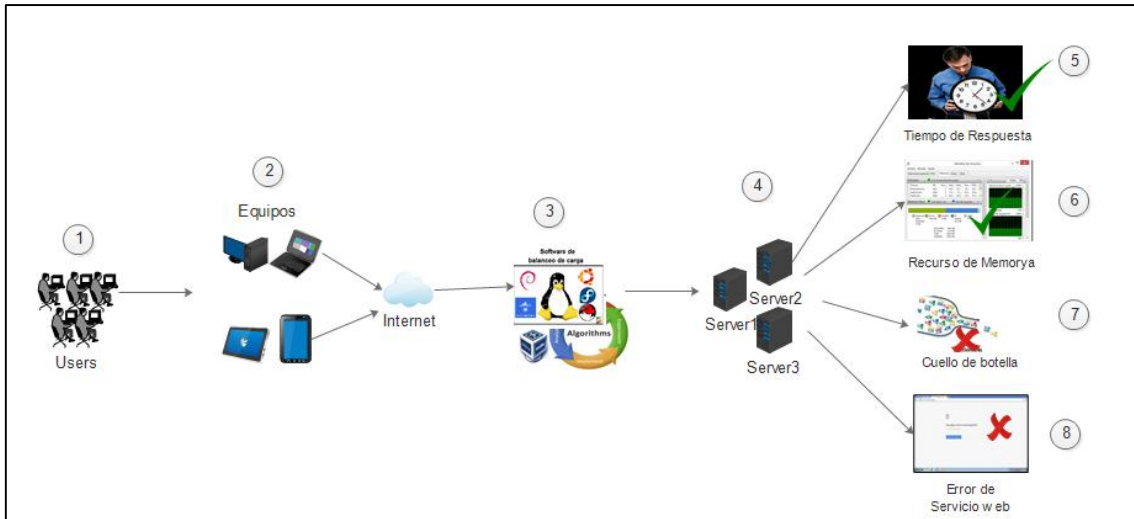 1
Users
2
Equipos
Internet
3
Software de
balanceo de carga
Algorithms
4
Server1
Server2
Server3
5
Tiempo de Respuesta
6
Recurso de Memorya
7
Cuello de botella
8
Error de
Servicio web